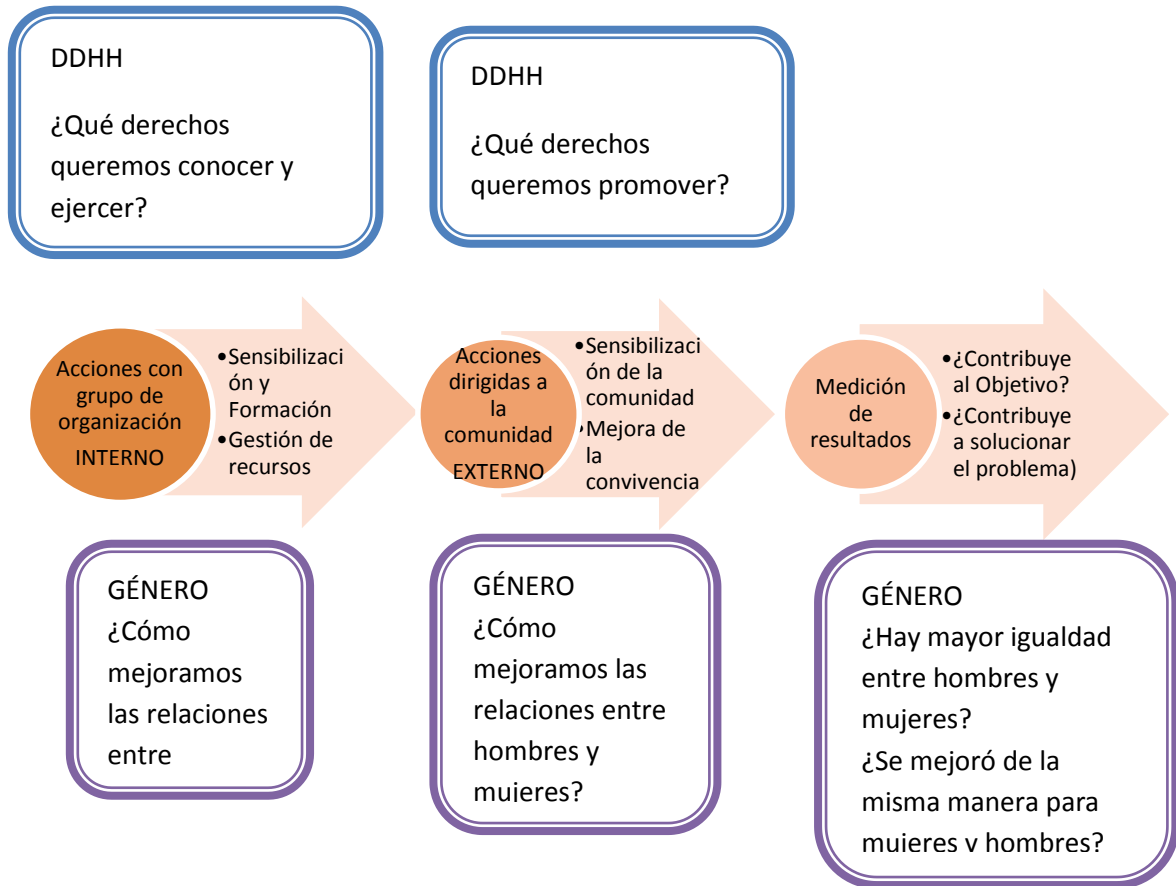 DDHH
¿Qué derechos
queremos conocer y
ejercer?
DDHH
¿Qué derechos
queremos promover?
Acciones con
grupo de
organización
INTERNO
•Sensibilizaci
ón y
Formación
•Gestión de
recursos
Acciones
dirigidas a
la
comunidad
EXTERNO
•Sensibilizaci
ón de la
comunidad
•Mejora de
la
convivencia
Medición
de
resultados
•¿Contribuye
al Objetivo?
•¿Contribuye
a solucionar
el problema)
GÉNERO
¿Cómo
mejoramos
las relaciones
entre
GÉNERO
¿Cómo
mejoramos las
relaciones entre
hombres y
mujeres?
GÉNERO
¿Hay mayor igualdad
entre hombres y
mujeres?
¿Se mejoró de la
misma manera para
mujeres y hombres?